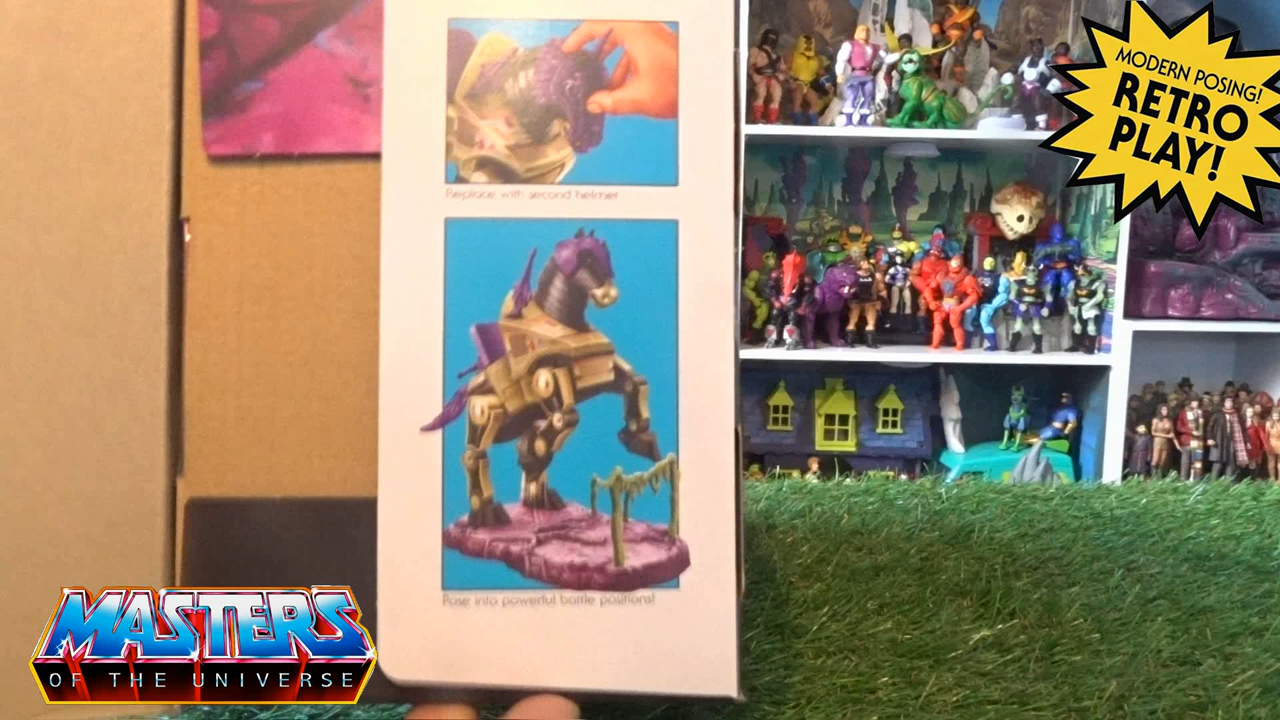 MODERN POSING!
RETRO
PLAY!
Replace with second helmet
Pose into powerful battle positions!
MASTERS
OF THE UNIVERSE